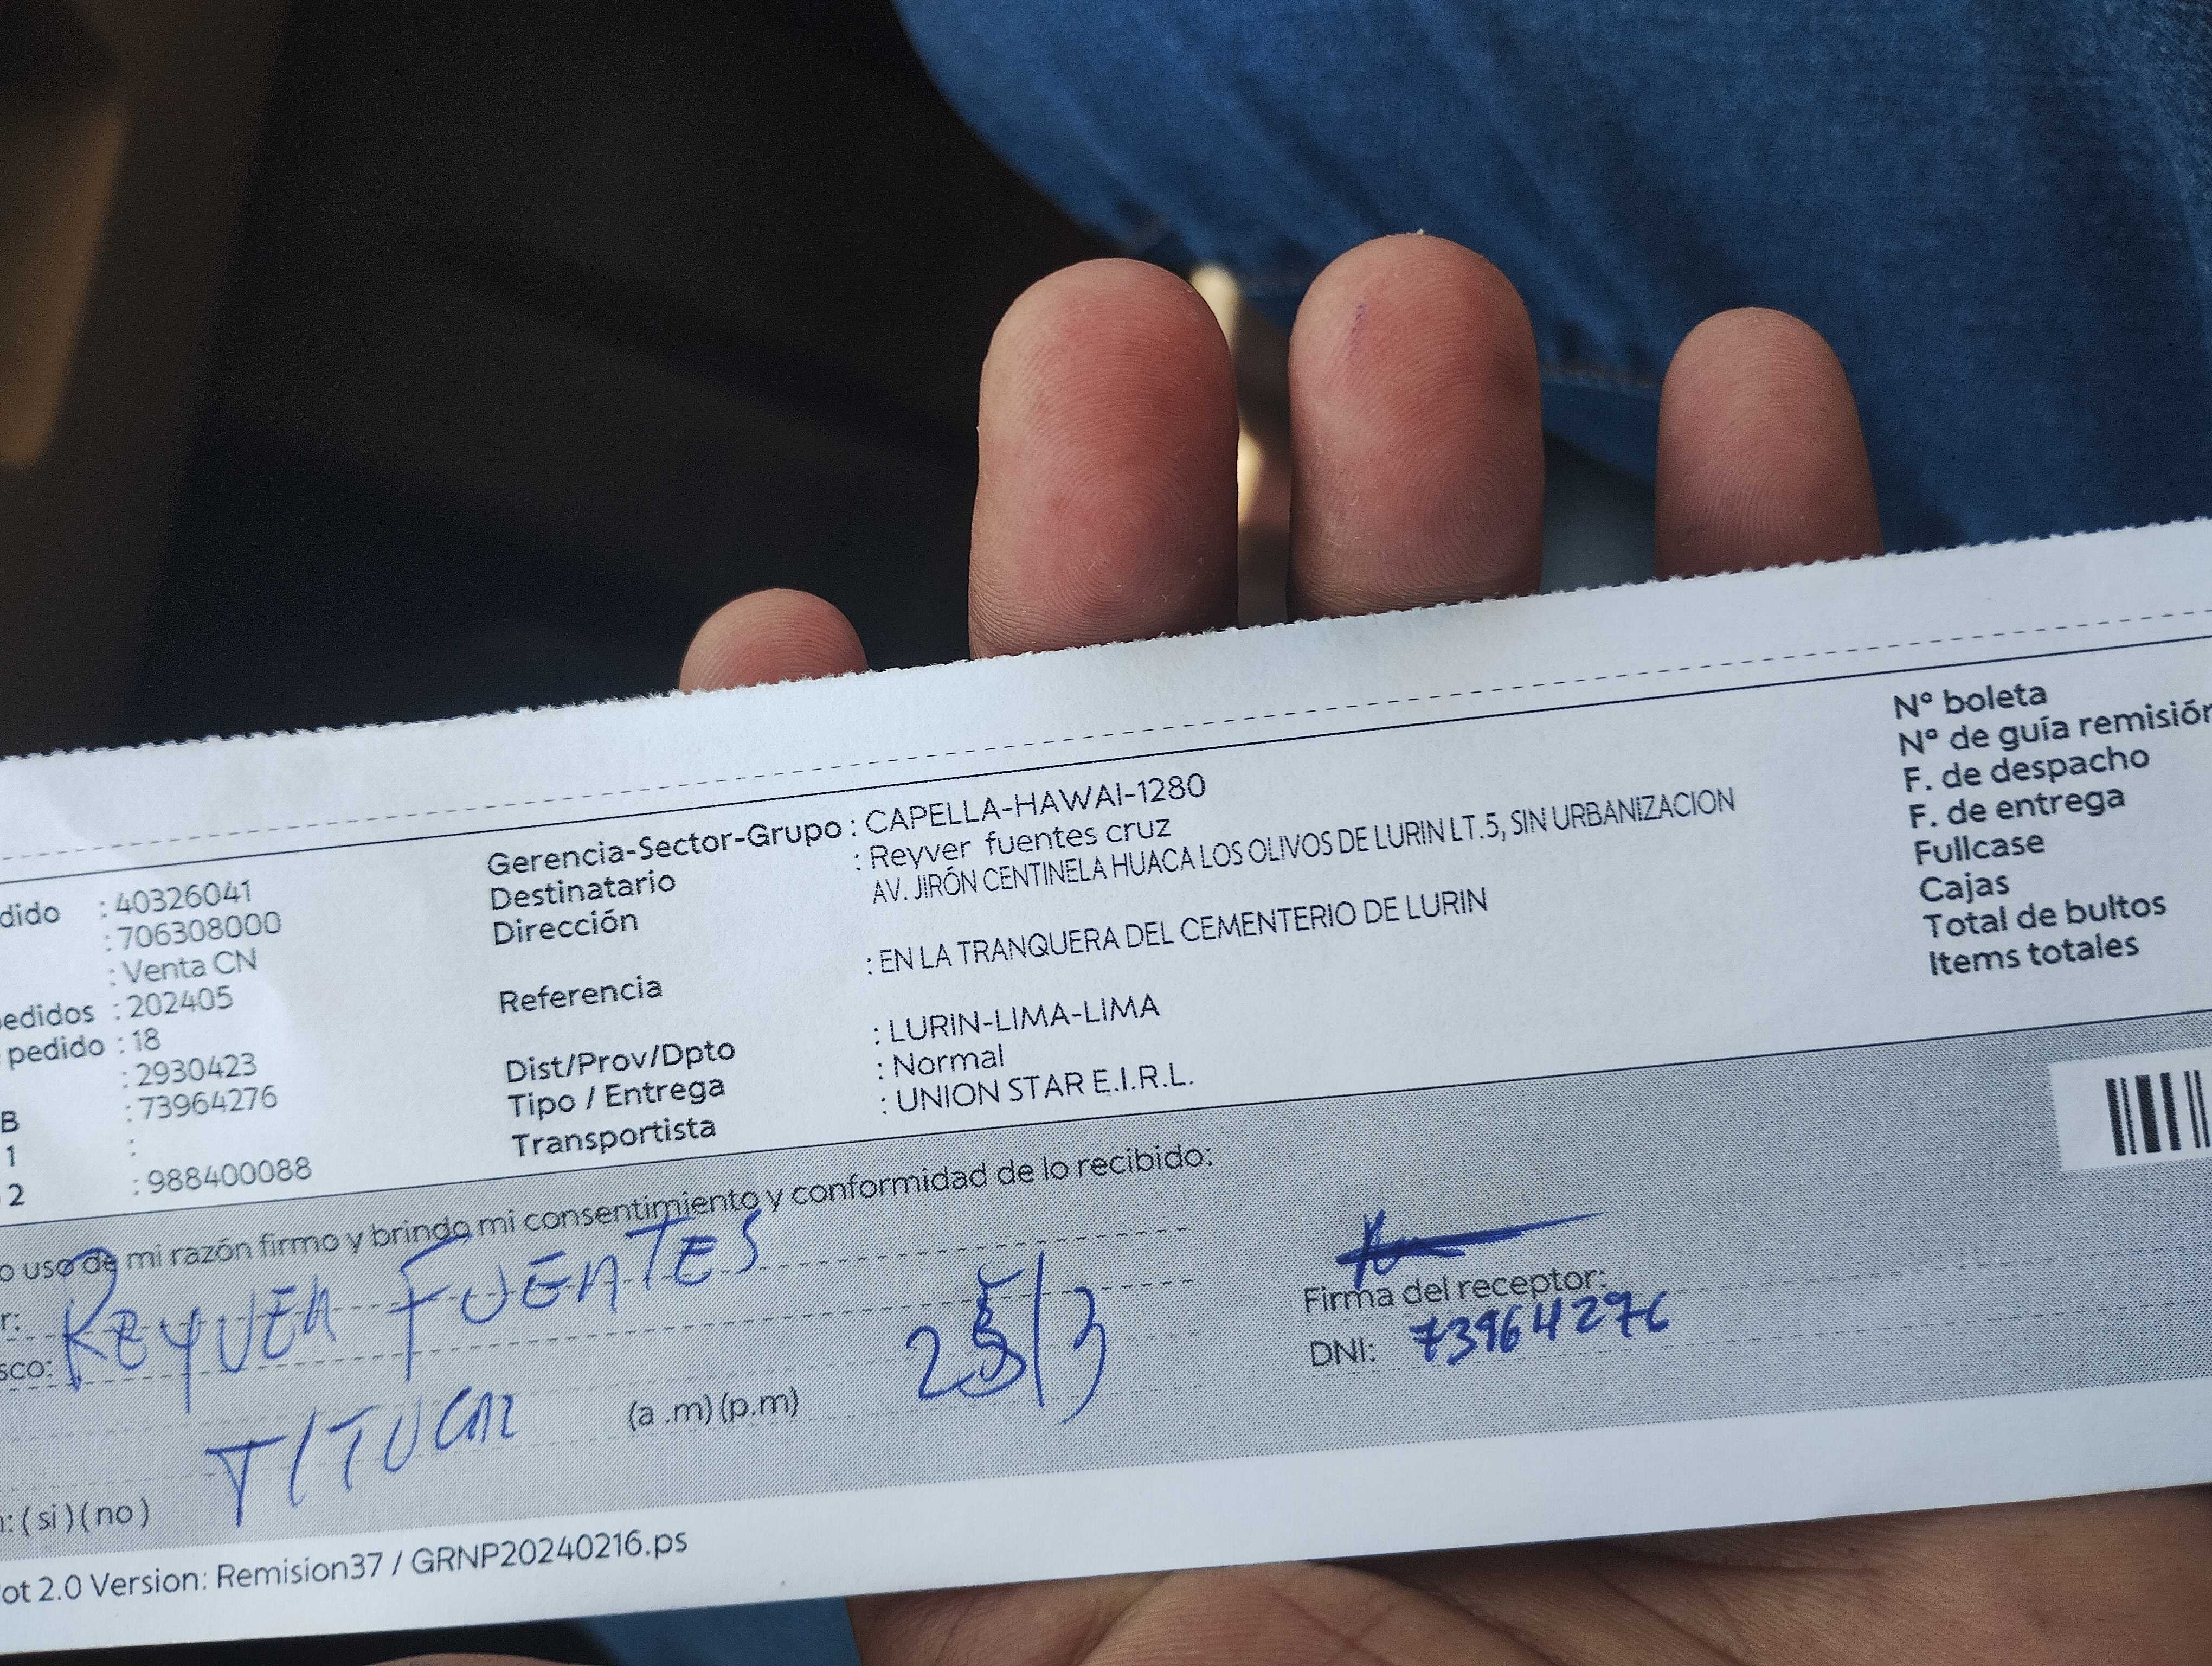 dido : 40326041
: 706308000
: Venta CN
pedidos : 202405
pedido : 18
: 2930423
B : 73964276
1 :
2 : 988400088
Gerencia-Sector-Grupo : CAPELLA-HAWAI-1280
Destinatario : Reyver fuentes cruz
Dirección AV. JIRÓN CENTINELA HUACA LOS OLIVOS DE LURIN LT.5, SIN URBANIZACION
Referencia : EN LA TRANQUERA DEL CEMENTERIO DE LURIN
Dist/Prov/Dpto : LURIN-LIMA-LIMA
Tipo / Entrega : Normal
Transportista : UNION STAR E.I.R.L.
Nº boleta
Nº de guía remisión
F. de despacho
F. de entrega
Fullcase
Cajas
Total de bultos
Items totales
o uso de mi razón firmo y brindo mi consentimiento y conformidad de lo recibido:
r: REYVER FUENTES
sco:
TITULAR (a .m) (p.m) 25/3
Firma del receptor:
DNI: 73964276
n: ( si ) ( no )
ot 2.0 Version: Remision37 / GRNP20240216.ps